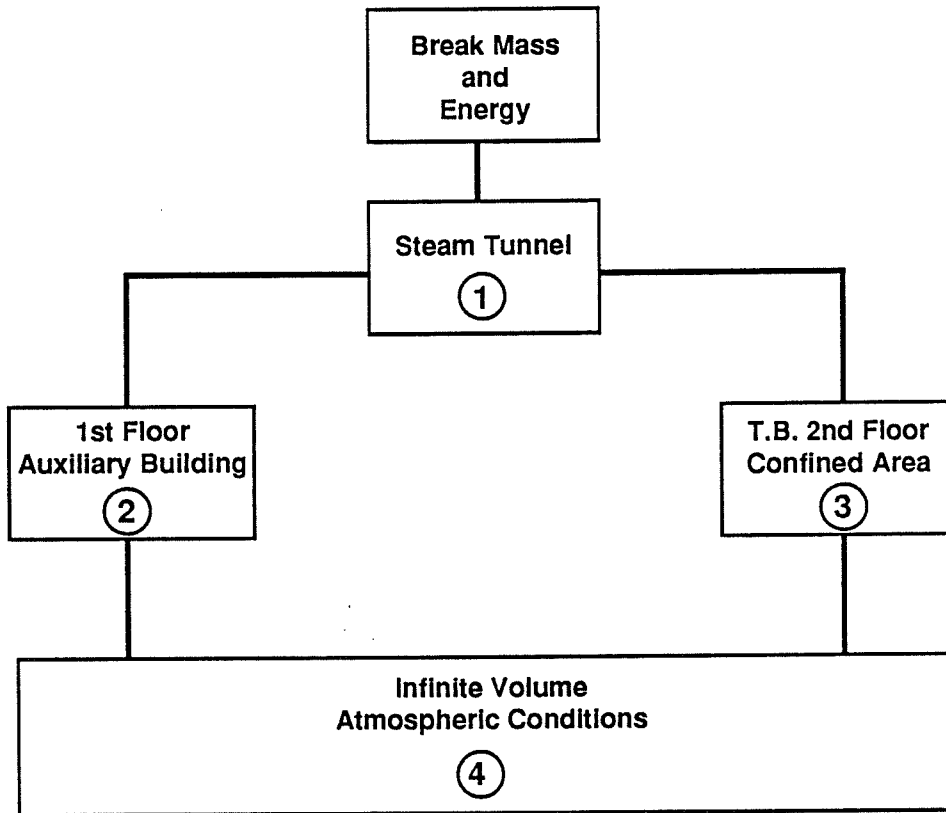 Break Mass
and
Energy
Steam Tunnel
1
1st Floor
Auxiliary Building
2
T.B. 2nd Floor
Confined Area
3
Infinite Volume
Atmospheric Conditions
4